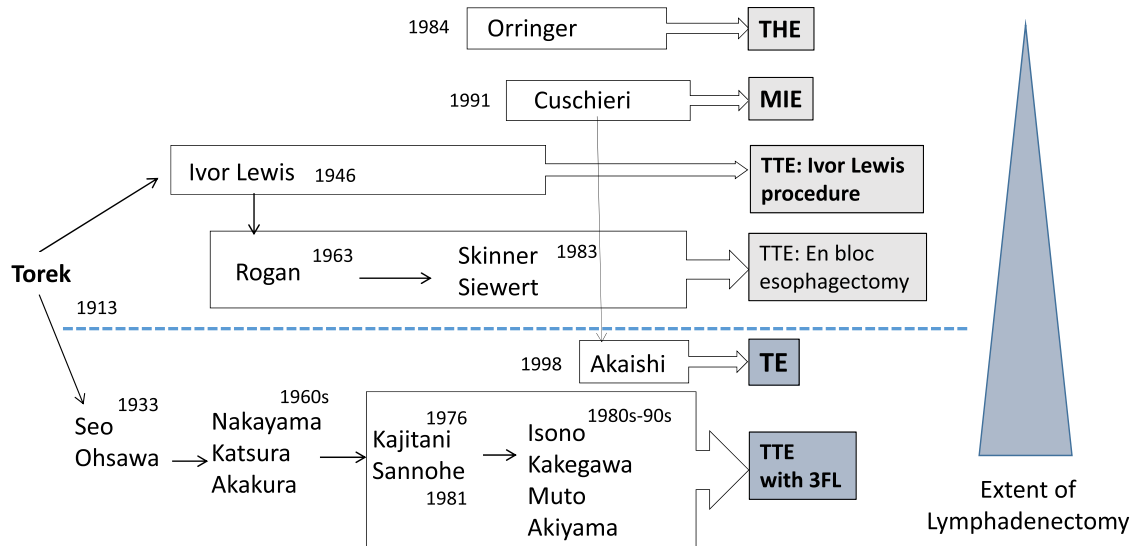 1984
Orringer
THE
1991
Cuschieri
MIE
Ivor Lewis 1946
TTE: Ivor Lewis
procedure
Torek
1913
Rogan 1963
Skinner 1983
Siewert
TTE: En bloc
esophagectomy
1998
Akaishi
TE
1933
Seo
Ohsawa
1960s
Nakayama
Katsura
Akakura
1976
Kajitani
Sannohe
1981
1980s-90s
Isono
Kakegawa
Muto
Akiyama
TTE
with 3FL
Extent of
Lymphadenectomy